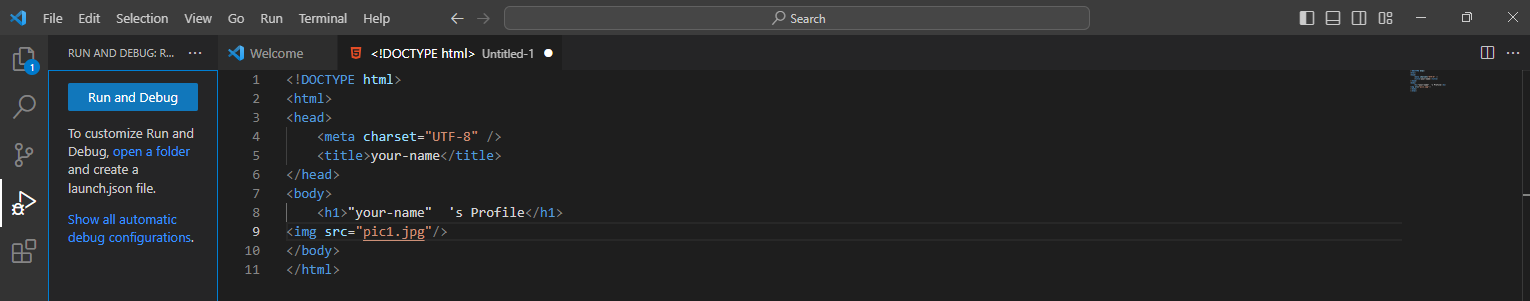 File Edit Selection View Go Run Terminal Help Search
1
RUN AND DEBUG: R... ...
Run and Debug
To customize Run and
Debug, open a folder
and create a
launch.json file.
Show all automatic
debug configurations.
Welcome <!DOCTYPE html> Untitled-1
1 <!DOCTYPE html>
2 <html>
3 <head>
4 <meta charset="UTF-8" />
5 <title>your-name</title>
6 </head>
7 <body>
8 <h1>"your-name"  's Profile</h1>
9 <img src="pic1.jpg"/>
10 </body>
11 </html>